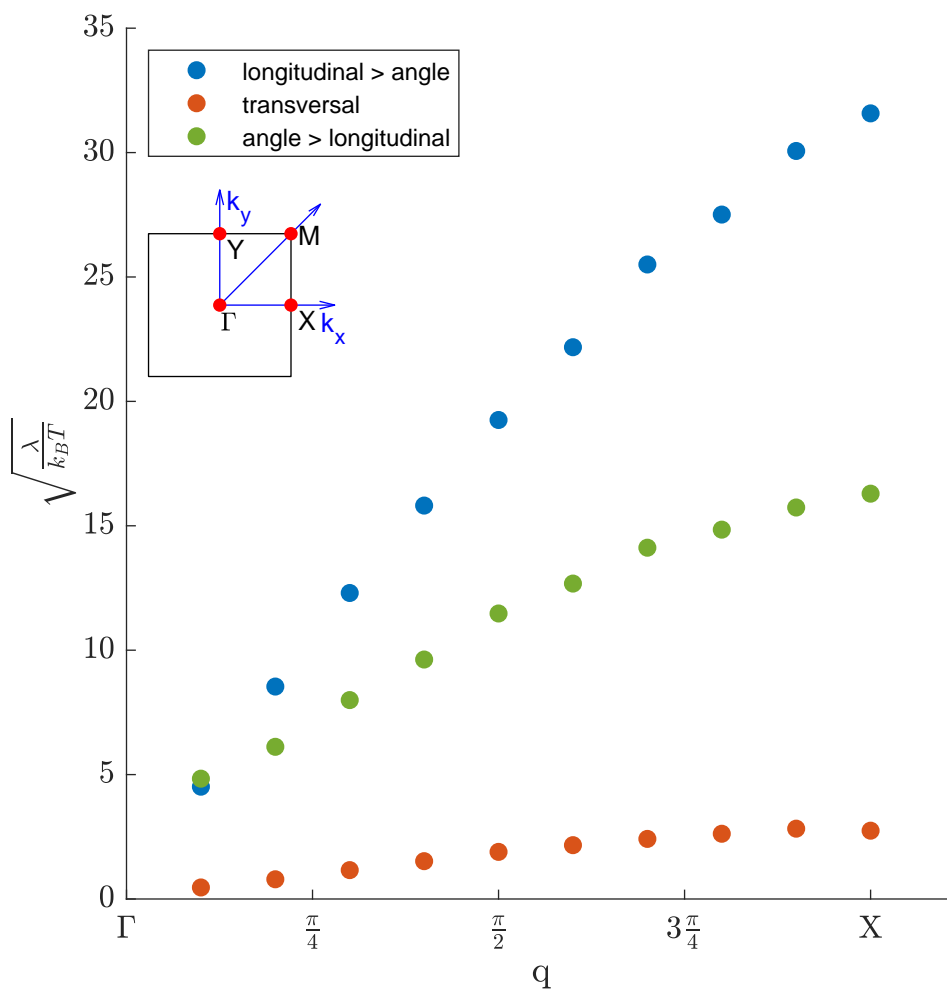 35
longitudinal > angle
transversal
angle > longitudinal
30
k_y
Y
M
25
Γ
X
k_x
20
√(λ/(k_B T))
15
10
5
0
Γ
π/4
π/2
3 π/4
X
q